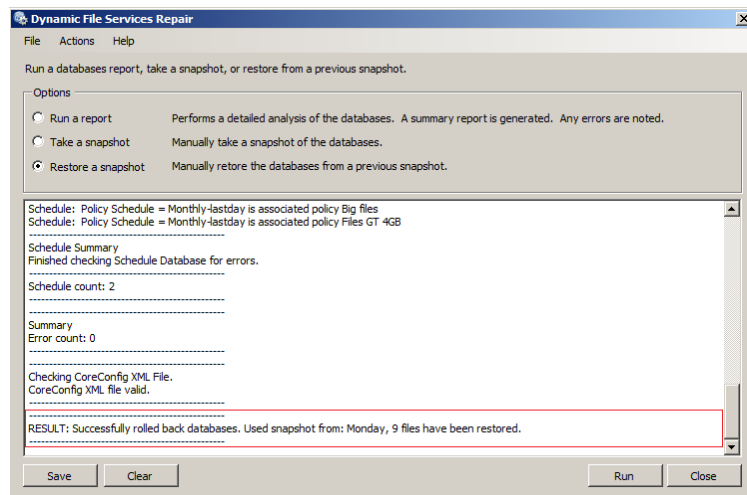 Dynamic File Services Repair
File Actions Help
Run a databases report, take a snapshot, or restore from a previous snapshot.
Options
Run a report Performs a detailed analysis of the databases. A summary report is generated. Any errors are noted.
Take a snapshot Manually take a snapshot of the databases.
Restore a snapshot Manually retore the databases from a previous snapshot.
Schedule: Policy Schedule = Monthly-lastday is associated policy Big files
Schedule: Policy Schedule = Monthly-lastday is associated policy Files GT 4GB
--------------------------------------------------
Schedule Summary
Finished checking Schedule Database for errors.
--------------------------------------------------
Schedule count: 2
--------------------------------------------------
--------------------------------------------------
Summary
Error count: 0
--------------------------------------------------
--------------------------------------------------
Checking CoreConfig XML File.
CoreConfig XML file valid.
--------------------------------------------------
--------------------------------------------------
RESULT: Successfully rolled back databases. Used snapshot from: Monday, 9 files have been restored.
--------------------------------------------------
Save Clear Run Close